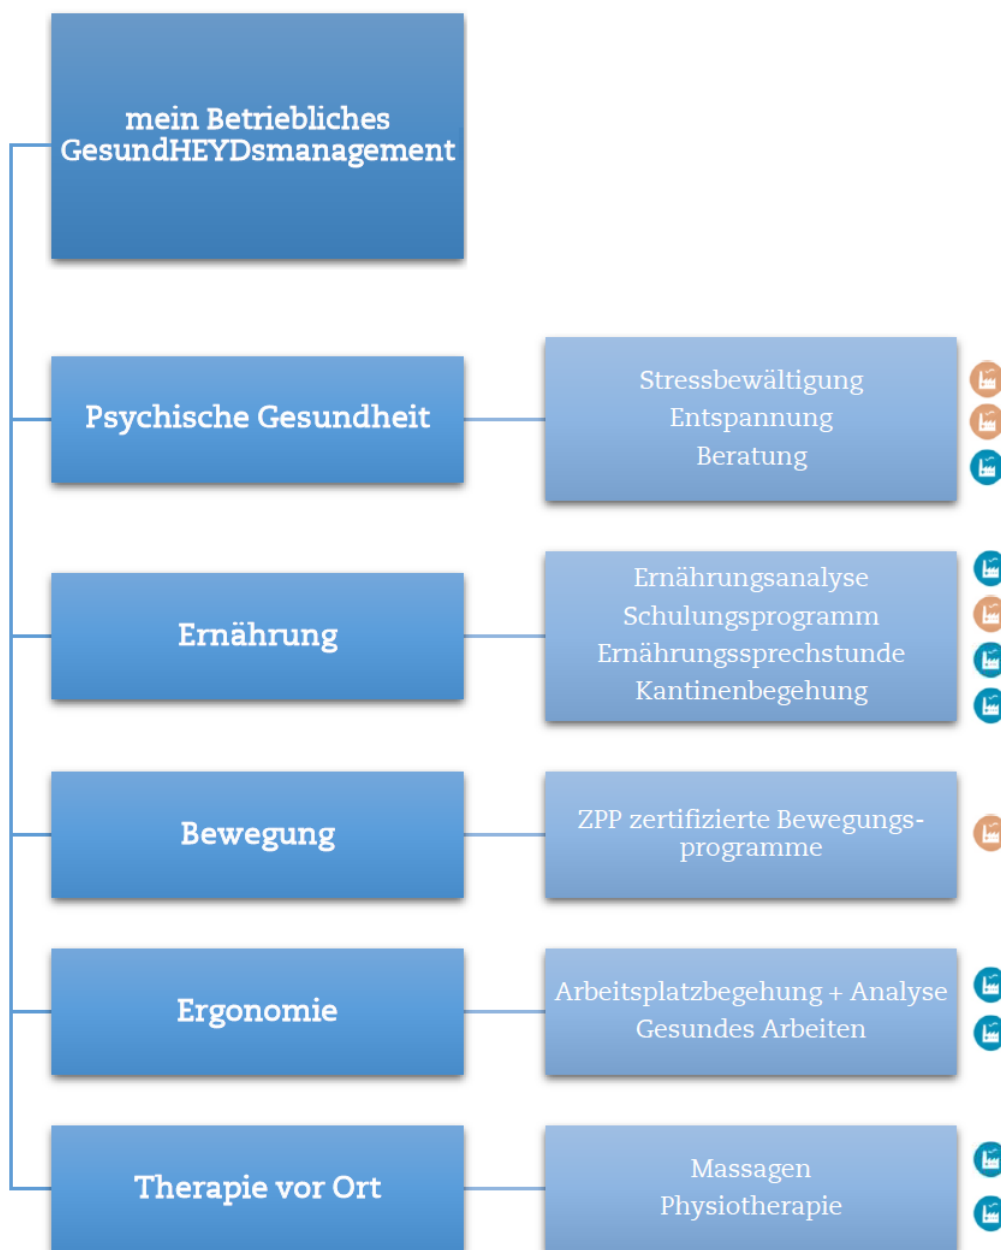 mein Betriebliches
GesundHEYDsmanagement
Psychische Gesundheit
Stressbewältigung
Entspannung
Beratung
Ernährung
Ernährungsanalyse
Schulungsprogramm
Ernährungssprechstunde
Kantinenbegehung
Bewegung
ZPP zertifizierte Bewegungs-
programme
Ergonomie
Arbeitsplatzbegehung + Analyse
Gesundes Arbeiten
Therapie vor Ort
Massagen
Physiotherapie